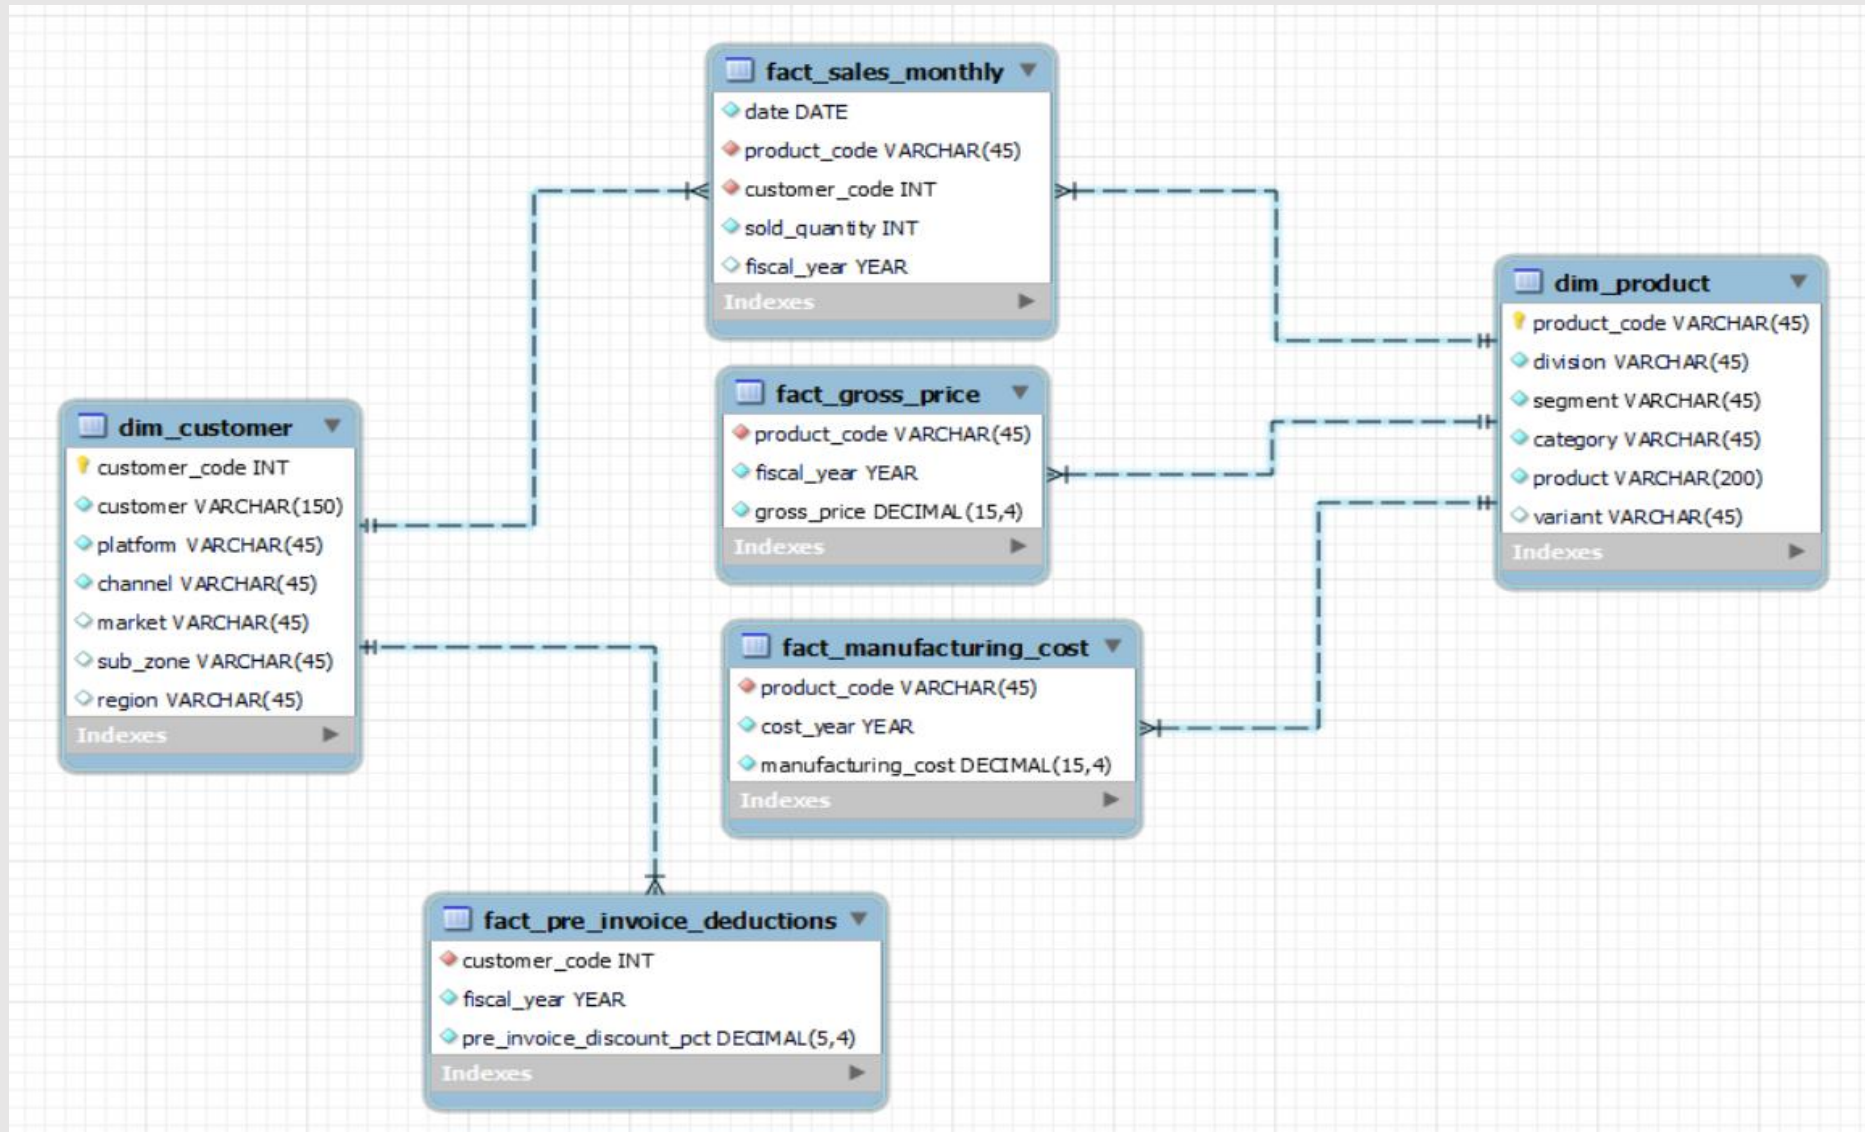 fact_sales_monthly
date DATE
product_code VARCHAR(45)
customer_code INT
sold_quantity INT
fiscal_year YEAR
Indexes
dim_product
product_code VARCHAR(45)
division VARCHAR(45)
segment VARCHAR(45)
category VARCHAR(45)
product VARCHAR(200)
variant VARCHAR(45)
Indexes
fact_gross_price
product_code VARCHAR(45)
fiscal_year YEAR
gross_price DECIMAL(15,4)
Indexes
dim_customer
customer_code INT
customer VARCHAR(150)
platform VARCHAR(45)
channel VARCHAR(45)
market VARCHAR(45)
sub_zone VARCHAR(45)
region VARCHAR(45)
Indexes
fact_manufacturing_cost
product_code VARCHAR(45)
cost_year YEAR
manufacturing_cost DECIMAL(15,4)
Indexes
fact_pre_invoice_deductions
customer_code INT
fiscal_year YEAR
pre_invoice_discount_pct DECIMAL(5,4)
Indexes